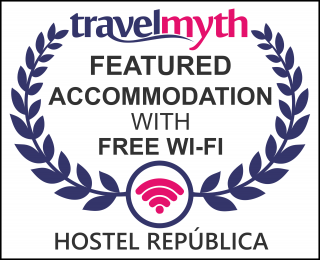 travelmyth
FEATURED
ACCOMMODATION
WITH
FREE WI-FI
HOSTEL REPÚBLICA